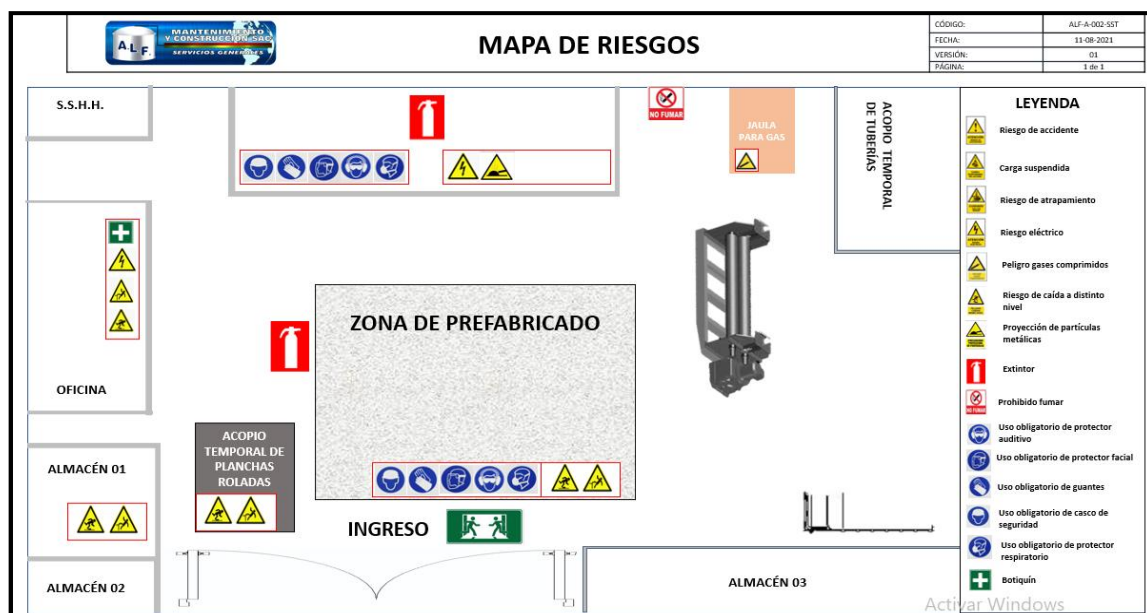 A.L.F.
MANTENIMIENTO
Y CONSTRUCCIÓN SAC
SERVICIOS GENERALES
MAPA DE RIESGOS
CÓDIGO: ALF-A-002-SST
FECHA: 11-08-2021
VERSIÓN: 01
PÁGINA: 1 de 1
S.S.H.H.
NO FUMAR
JAULA
PARA GAS
ACOPIO TEMPORAL
DE TUBERÍAS
OFICINA
ZONA DE PREFABRICADO
ACOPIO
TEMPORAL DE
PLANCHAS
ROLADAS
ALMACÉN 01
INGRESO
ALMACÉN 02
ALMACÉN 03
LEYENDA
Riesgo de accidente
Carga suspendida
Riesgo de atrapamiento
Riesgo eléctrico
Peligro gases comprimidos
Riesgo de caída a distinto
nivel
Proyección de partículas
metálicas
Extintor
NO FUMAR
Prohibido fumar
Uso obligatorio de protector
auditivo
Uso obligatorio de protector facial
Uso obligatorio de guantes
Uso obligatorio de casco de
seguridad
Uso obligatorio de protector
respiratorio
Botiquín
Activar Windows